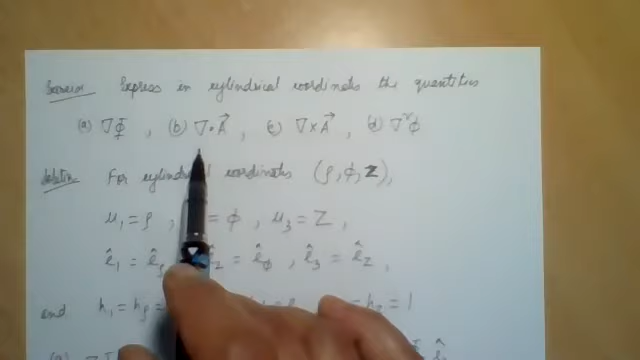 Exercise. Express in cylindrical coordinates the quantities
(a) ∇Φ , (b) ∇•A⃗ , (c) ∇×A⃗ , (d) ∇²ϕ
Solution. For cylindrical coordinates (ρ, ϕ, Z),
u₁ = ρ , = ϕ , u₃ = Z ,
ê₁ = ê_ρ = ê_ϕ , ê₃ = ê_Z ,
and h₁ = h_ρ = = 1
(a)